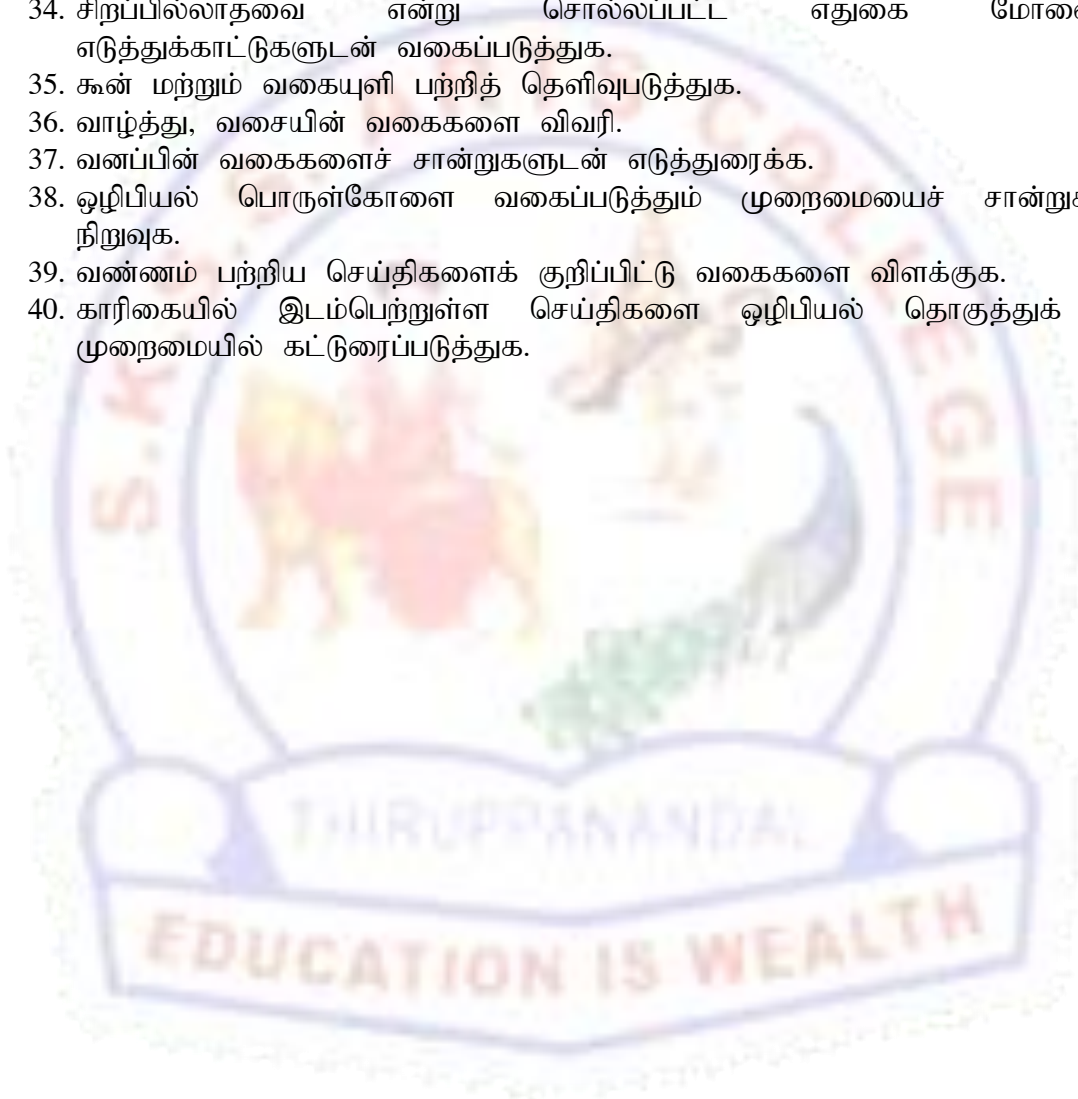 34. சிறப்பில்லாதவை என்று சொல்லப்பட்ட எதுகை
எடுத்துக்காட்டுகளுடன் வகைப்படுத்துக.
35. கூன் மற்றும் வகையுளி பற்றித் தெளிவுபடுத்துக.
36. வாழ்த்து, வசையின் வகைகளை விவரி.
37. வனப்பின் வகைகளைச் சான்றுகளுடன் எடுத்துரைக்க.
38. ஒழிபியல் பொருள்கோளை வகைப்படுத்தும் முறைமையைச்
நிறுவுக.
39. வண்ணம் பற்றிய செய்திகளைக் குறிப்பிட்டு வகைகளை விளக்குக.
40. காரிகையில் இடம்பெற்றுள்ள செய்திகளை ஒழிபியல் தொகுத்துக்
முறைமையில் கட்டுரைப்படுத்துக.
S.K.S.S. ARTS COLLEGE
THIRUPPANANDAL
EDUCATION IS WEALTH